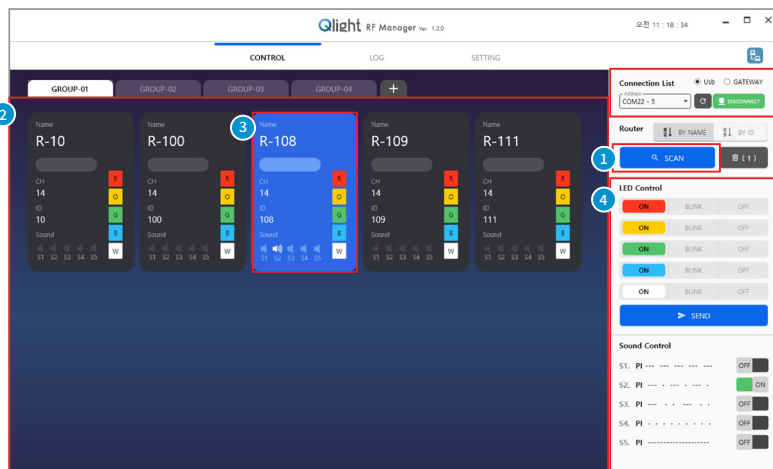 Qlight RF Manager Ver 1.2.0
오전 11 : 18 : 34
CONTROL LOG SETTING
GROUP-01 GROUP-02 GROUP-03 GROUP-04 +
Connection List Usb GATEWAY
Address
COM22 - 5 DISCONNECT
Router BY NAME BY ID
1 SCAN ( 1 )
2
3
4
Name
R-10
R
CH
14
O
ID
G
10
Sound
B
W
S1 S2 S3 S4 S5
Name
R-100
R
CH
14
O
ID
G
100
Sound
B
W
S1 S2 S3 S4 S5
Name
R-108
R
CH
14
O
ID
G
108
Sound
B
W
S1 S2 S3 S4 S5
Name
R-109
R
CH
14
O
ID
G
109
Sound
B
W
S1 S2 S3 S4 S5
Name
R-111
R
CH
14
O
ID
G
111
Sound
B
W
S1 S2 S3 S4 S5
LED Control
ON BLINK OFF
ON BLINK OFF
ON BLINK OFF
ON BLINK OFF
ON BLINK OFF
SEND
Sound Control
S1. PI --- --- --- --- --- OFF
S2. PI --- · --- · --- · ON
S3. PI --- · · --- · · OFF
S4. PI · · · · · · · · · OFF
S5. PI ------------------- OFF